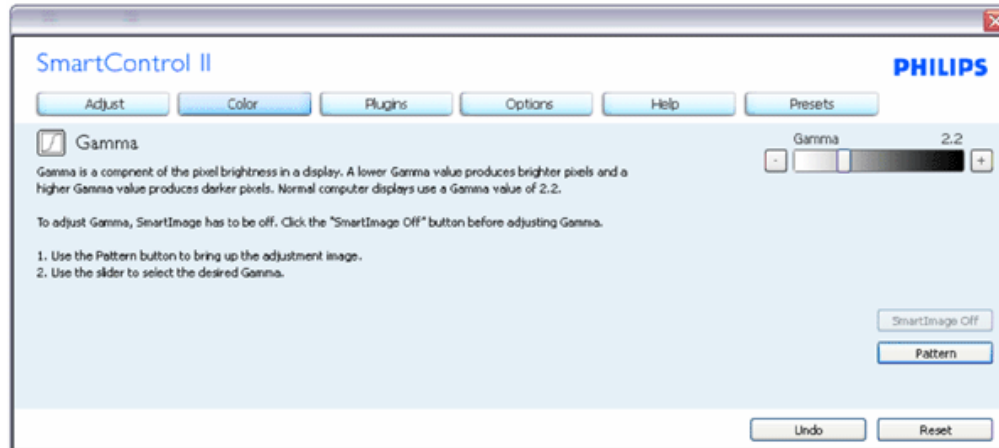 SmartControl II
PHILIPS
Adjust Color Plugins Options Help Presets
Gamma
Gamma 2.2
- +
Gamma is a compnent of the pixel brightness in a display. A lower Gamma value produces brighter pixels and a
higher Gamma value produces darker pixels. Normal computer displays use a Gamma value of 2.2.
To adjust Gamma, SmartImage has to be off. Click the "SmartImage Off" button before adjusting Gamma.
1. Use the Pattern button to bring up the adjustment image.
2. Use the slider to select the desired Gamma.
SmartImage Off
Pattern
Undo Reset